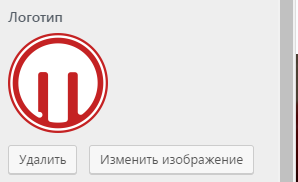 Логотип
Удалить Изменить изображение